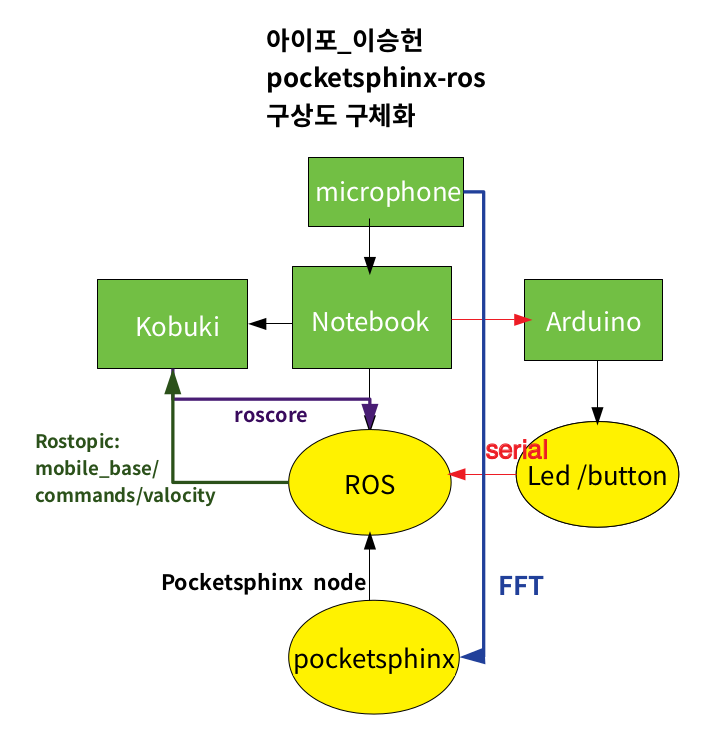 아이포_이승헌
pocketsphinx-ros
구상도 구체화
microphone
Kobuki
Notebook
Arduino
roscore
Rostopic:
mobile_base/
commands/valocity
serial
ROS
Led /button
Pocketsphinx node
FFT
pocketsphinx